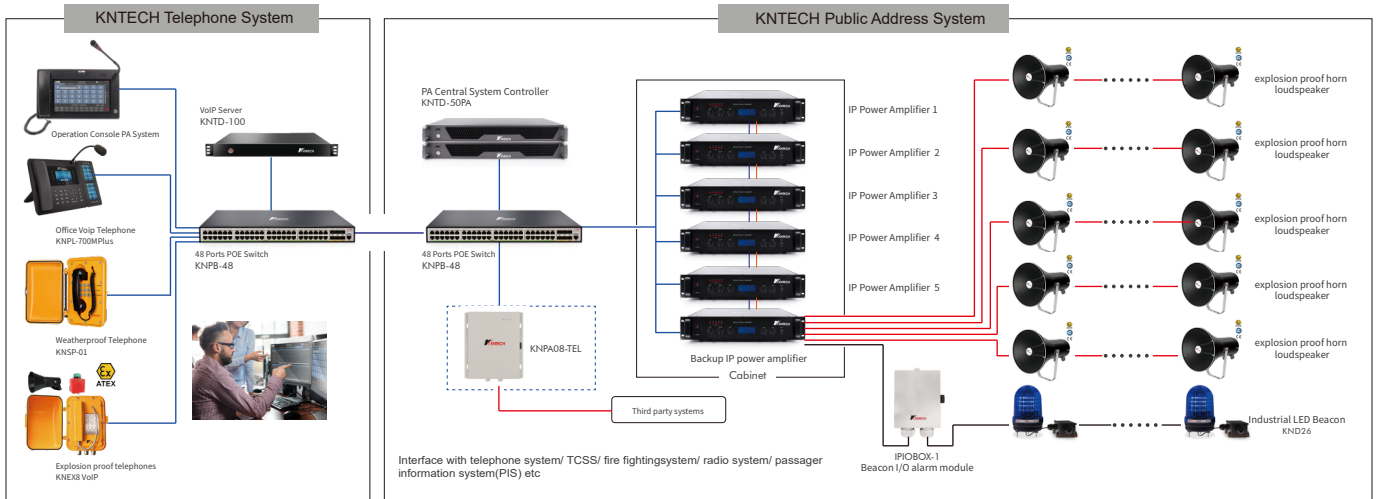 KNTECH Telephone System
KNTECH Public Address System
Operation Console PA System
VoIP Server
KNTD-100
Office Voip Telephone
KNPL-700MPlus
48 Ports POE Switch
KNPB-48
Weatherproof Telephone
KNSP-01
Ex
ATEX
Explosion proof telephones
KNEX8 VoIP
PA Central System Controller
KNTD-50PA
48 Ports POE Switch
KNPB-48
KNTECH
KNPA08-TEL
Third party systems
Interface with telephone system/ TCSS/ fire fightingsystem/ radio system/ passager
information system(PIS) etc
IP Power Amplifier 1
IP Power Amplifier 2
IP Power Amplifier 3
IP Power Amplifier 4
IP Power Amplifier 5
Backup IP power amplifier
Cabinet
explosion proof horn
loudspeaker
explosion proof horn
loudspeaker
explosion proof horn
loudspeaker
explosion proof horn
loudspeaker
explosion proof horn
loudspeaker
IPIOBOX-1
Beacon I/O alarm module
Industrial LED Beacon
KND26